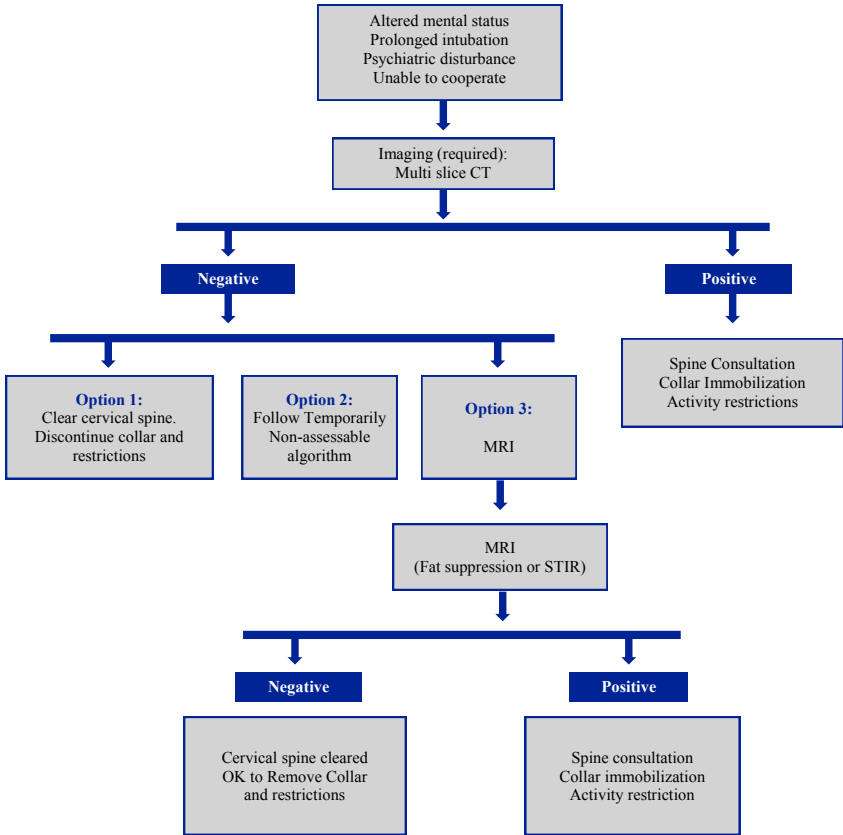 Altered mental status
Prolonged intubation
Psychiatric disturbance
Unable to cooperate
Imaging (required):
Multi slice CT
Negative
Positive
Spine Consultation
Collar Immobilization
Activity restrictions
Option 1:
Clear cervical spine.
Discontinue collar and
restrictions
Option 2:
Follow Temporarily
Non-assessable
algorithm
Option 3:
MRI
MRI
(Fat suppression or STIR)
Negative
Positive
Cervical spine cleared
OK to Remove Collar
and restrictions
Spine consultation
Collar immobilization
Activity restriction